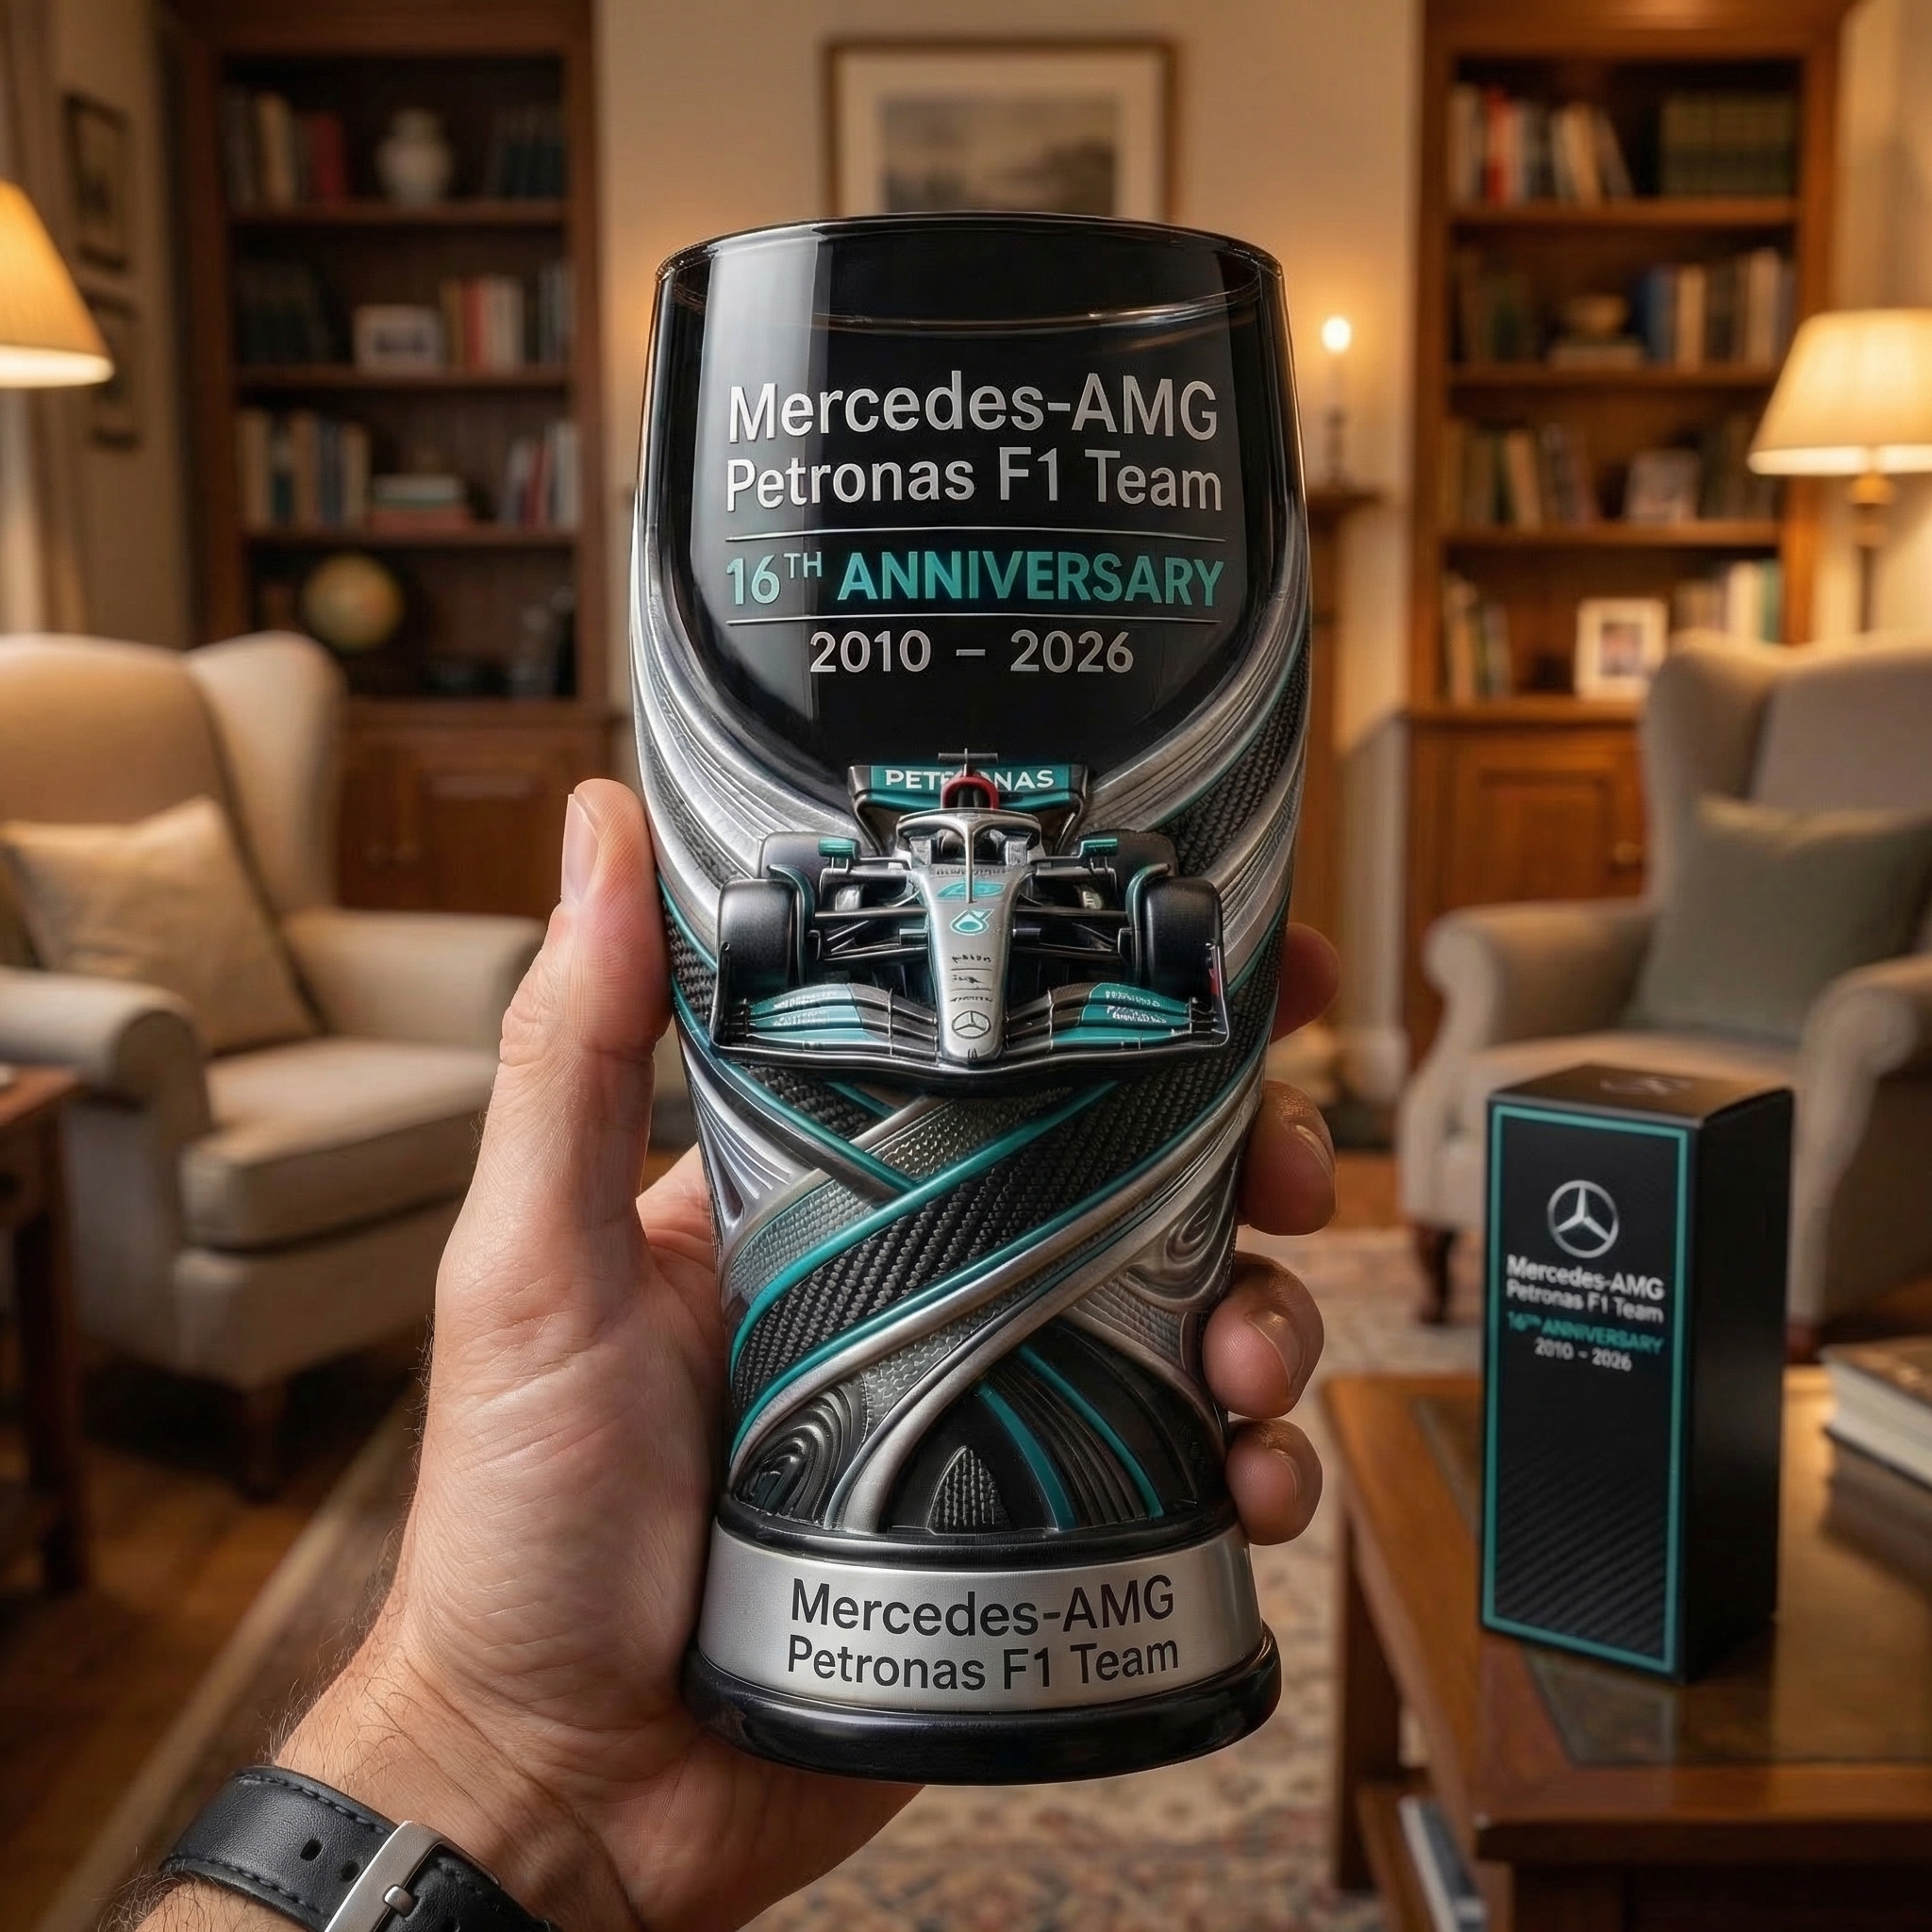 Mercedes-AMG
Petronas F1 Team
16TH ANNIVERSARY
2010 – 2026
PETRONAS
Mercedes-AMG
Petronas F1 Team
Mercedes-AMG
Petronas F1 Team
16TH ANNIVERSARY
2010 – 2026